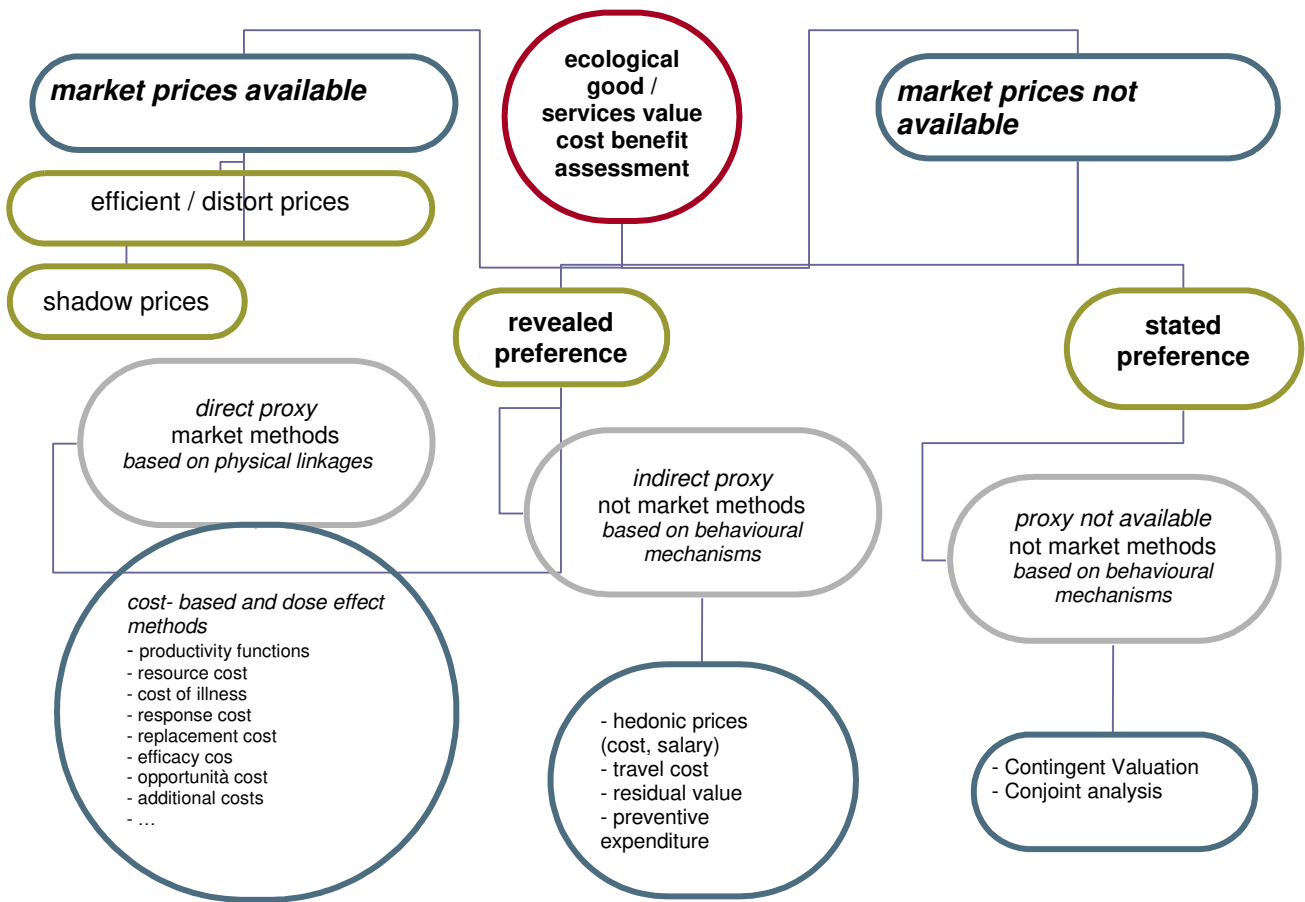 ecological
good /
services value
cost benefit
assessment
market prices available
market prices not
available
efficient / distort prices
shadow prices
revealed
preference
stated
preference
direct proxy
market methods
based on physical linkages
indirect proxy
not market methods
based on behavioural
mechanisms
proxy not available
not market methods
based on behavioural
mechanisms
cost- based and dose effect
methods
- productivity functions
- resource cost
- cost of illness
- response cost
- replacement cost
- efficacy cos
- opportunità cost
- additional costs
- …
- hedonic prices
(cost, salary)
- travel cost
- residual value
- preventive
expenditure
- Contingent Valuation
- Conjoint analysis